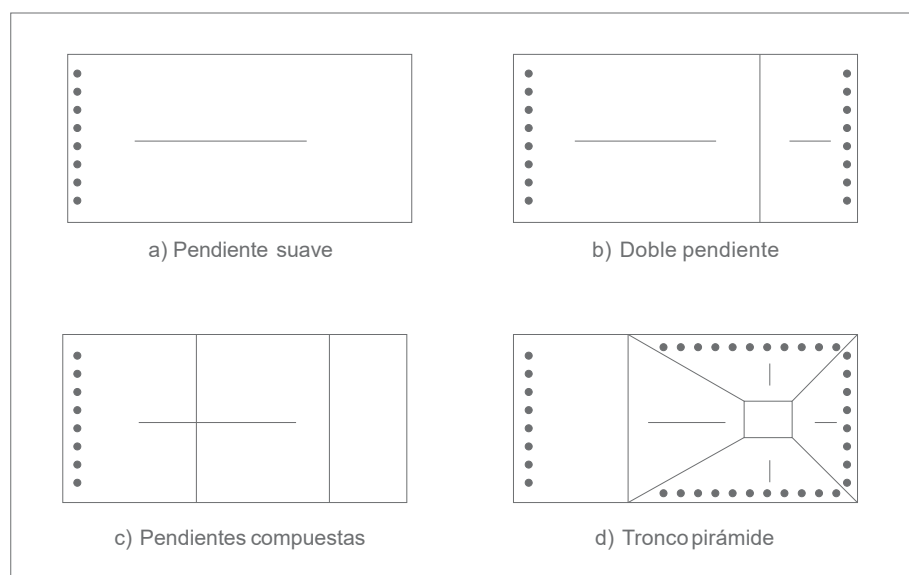 a) Pendiente suave
b) Doble pendiente
c) Pendientes compuestas
d) Tronco pirámide